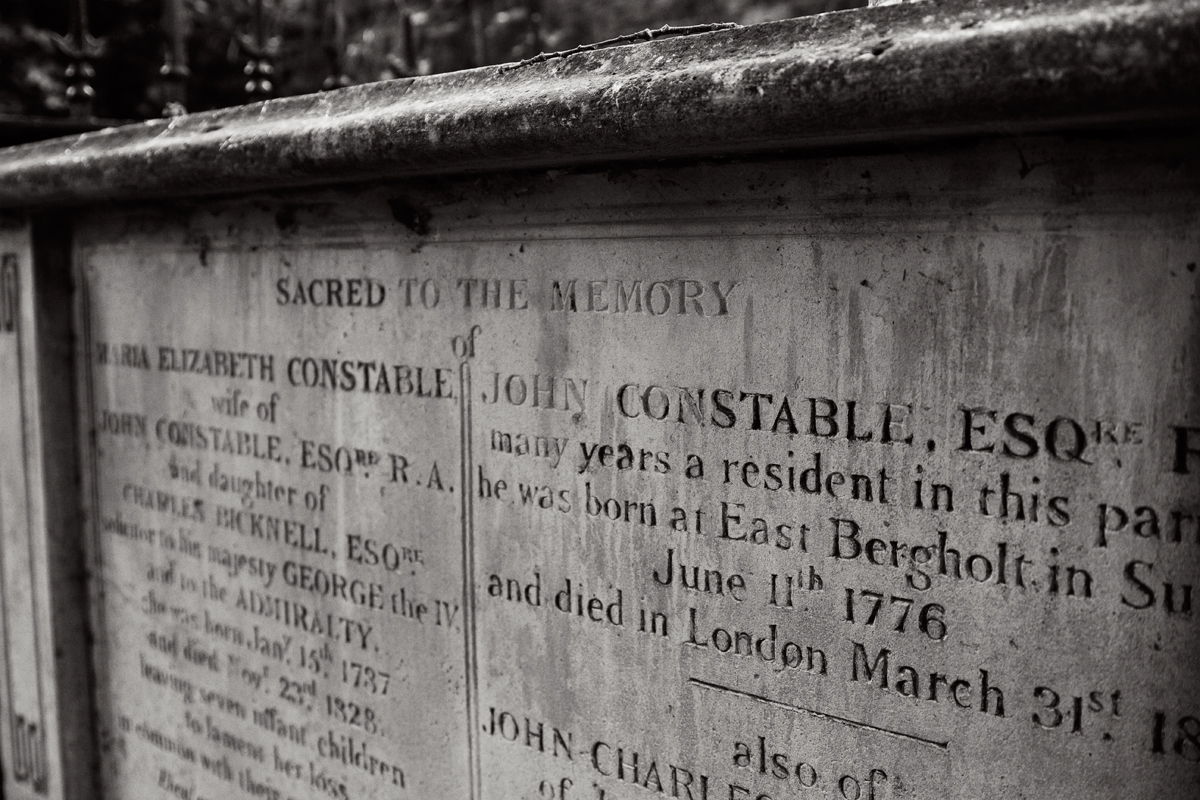 SACRED TO THE MEMORY
of
MARIA ELIZABETH CONSTABLE,
wife of
JOHN CONSTABLE, ESQRE R.A.
and daughter of
CHARLES BICKNELL, ESQRE
solicitor to his majesty GEORGE the IV.
and to the ADMIRALTY.
she was born Jany. 15th 1787
and died Novr. 23rd 1828.
leaving seven infant children
to lament her loss
in common with
JOHN CONSTABLE, ESQRE
many years a resident in this
he was born at East Bergholt in
June 11th 1776
and died in London March 31st
also of
JOHN CHARLES
of